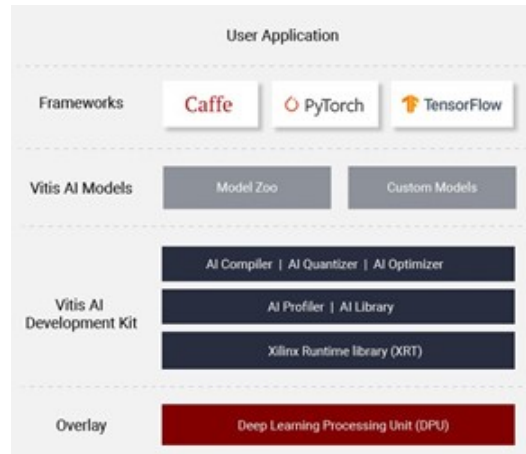 User Application
Frameworks
Caffe
PyTorch
TensorFlow
Vitis AI Models
Model Zoo
Custom Models
Vitis AI
Development Kit
AI Compiler | AI Quantizer | AI Optimizer
AI Profiler | AI Library
Xilinx Runtime library (XRT)
Overlay
Deep Learning Processing Unit (DPU)